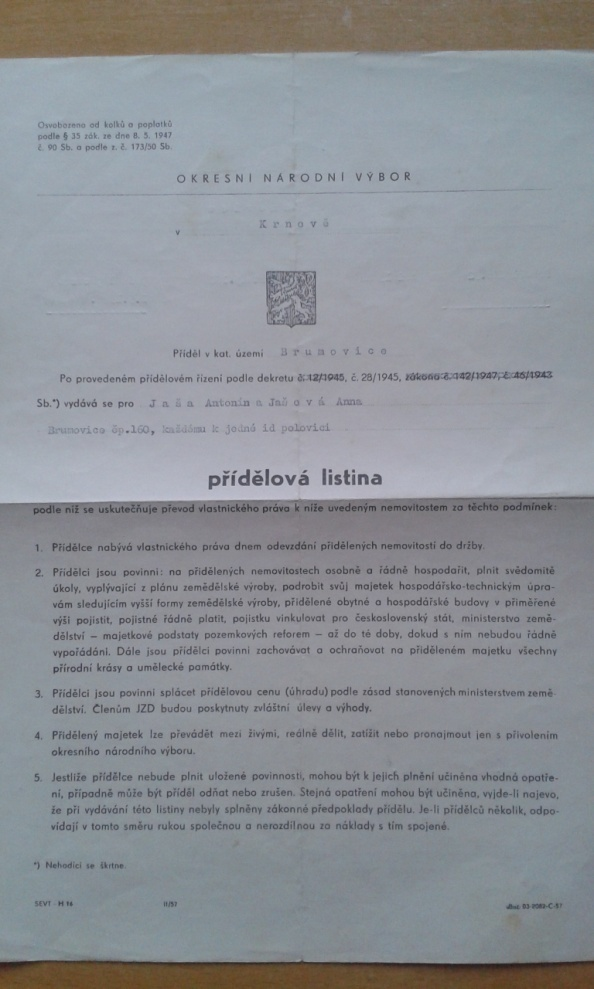 Osvobozeno od kolků a poplatků
podle § 35 zák. ze dne 8. 5. 1947
č. 90 Sb. a podle z. č. 173/50 Sb.
OKRESNÍ NÁRODNÍ VÝBOR
v Krnově
Příděl v kat. území Brumovice
Po provedeném přídělovém řízení podle dekretu č. 12/1945, č. 28/1945, zákona č. 142/1947, č. 46/1948
Sb.*) vydává se pro Jaša Antonín a Jašová Anna
Brumovice čp.160, každému k jedné id polovici
přídělová listina
podle níž se uskutečňuje převod vlastnického práva k níže uvedeným nemovitostem za těchto podmínek:
1. Přídělce nabývá vlastnického práva dnem odevzdání přidělených nemovitostí do držby.
2. Přídělci jsou povinni: na přidělených nemovitostech osobně a řádně hospodařit, plnit svědomitě
úkoly, vyplývající z plánu zemědělské výroby, podrobit svůj majetek hospodářsko-technickým úpra-
vám sledujícím vyšší formy zemědělské výroby, přidělené obytné a hospodářské budovy v přiměřené
výši pojistit, pojistné řádně platit, pojistku vinkulovat pro československý stát, ministerstvo země-
dělství — majetkové podstaty pozemkových reforem — až do té doby, dokud s ním nebudou řádně
vypořádáni. Dále jsou přídělci povinni zachovávat a ochraňovat na přiděleném majetku všechny
přírodní krásy a umělecké památky.
3. Přídělci jsou povinni splácet přídělovou cenu (úhradu) podle zásad stanovených ministerstvem země-
dělství. Členům JZD budou poskytnuty zvláštní úlevy a výhody.
4. Přidělený majetek lze převádět mezi živými, reálně dělit, zatížit nebo pronajmout jen s přivolením
okresního národního výboru.
5. Jestliže přídělce nebude plnit uložené povinnosti, mohou být k jejich plnění učiněna vhodná opatře-
ní, případně může být příděl odňat nebo zrušen. Stejná opatření mohou být učiněna, vyjde-li najevo,
že při vydávání této listiny nebyly splněny zákonné předpoklady přídělu. Je-li přídělců několik, odpo-
vídají v tomto směru rukou společnou a nerozdílnou za náklady s tím spojené.
*) Nehodící se škrtne.
SEVT - H 16 II/57